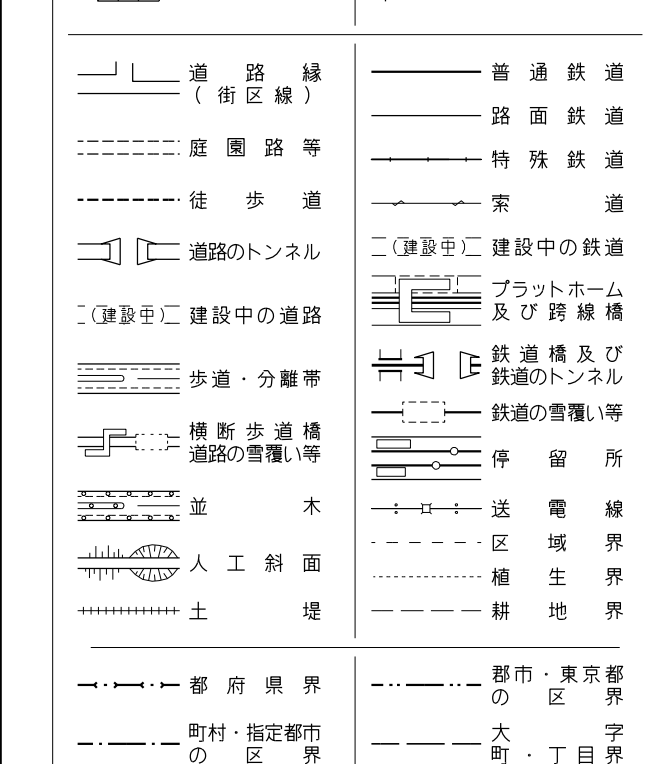 道路縁
(街区線)
庭園路等
徒歩道
道路のトンネル
(建設中)
建設中の道路
歩道・分離帯
横断歩道橋
道路の雪覆い等
並木
人工斜面
土堤
普通鉄道
路面鉄道
特殊鉄道
索道
(建設中)
建設中の鉄道
プラットホーム
及び跨線橋
鉄道橋及び
鉄道のトンネル
鉄道の雪覆い等
停留所
送電線
区域界
植生界
耕地界
都府県界
町村・指定都市
の区界
郡市・東京都
の区界
大字
町・丁目界